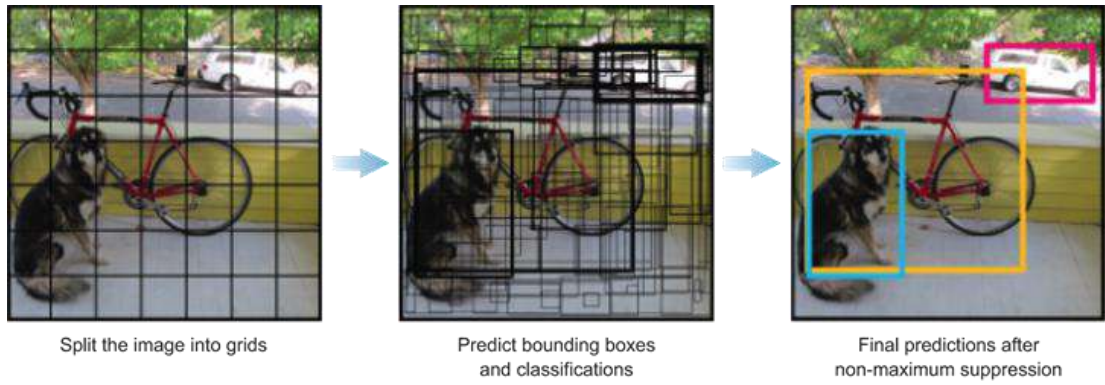 Split the image into grids
Predict bounding boxes
and classifications
Final predictions after
non-maximum suppression